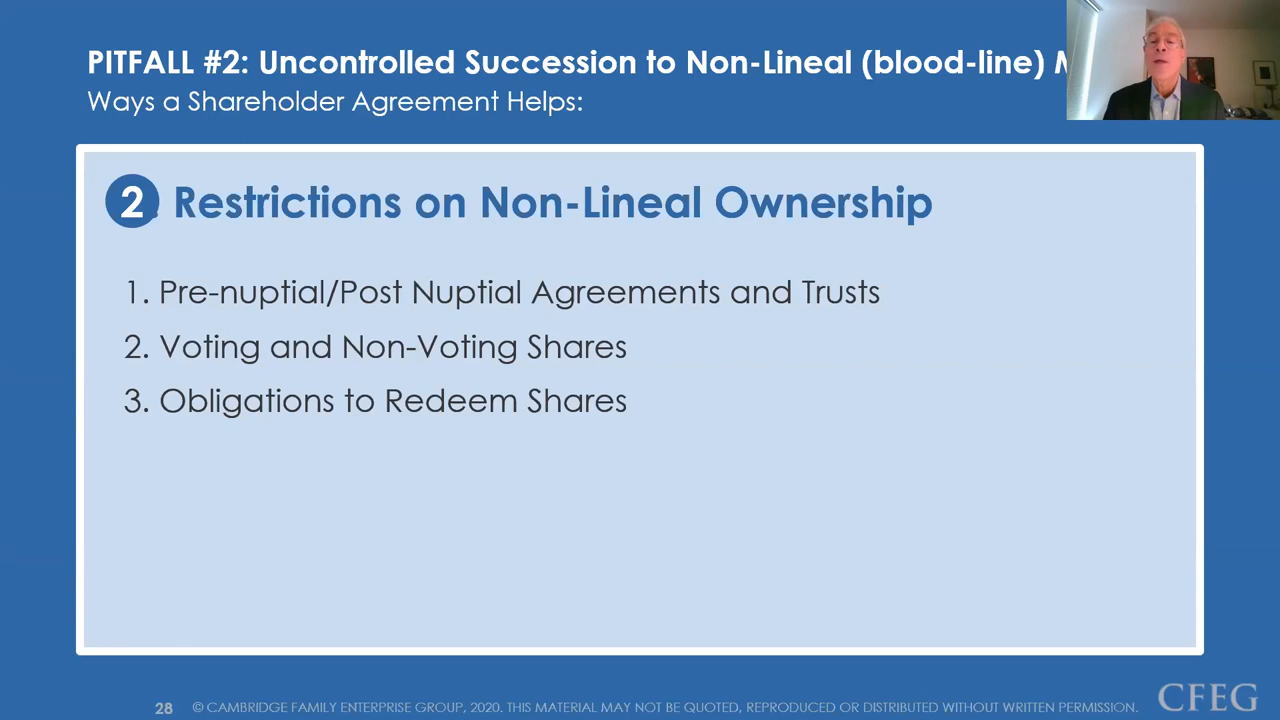 PITFALL #2: Uncontrolled Succession to Non-Lineal (blood-line)
Ways a Shareholder Agreement Helps:
2 Restrictions on Non-Lineal Ownership
1. Pre-nuptial/Post Nuptial Agreements and Trusts
2. Voting and Non-Voting Shares
3. Obligations to Redeem Shares
28 © CAMBRIDGE FAMILY ENTERPRISE GROUP, 2020. THIS MATERIAL MAY NOT BE QUOTED, REPRODUCED OR DISTRIBUTED WITHOUT WRITTEN PERMISSION.
CFEG